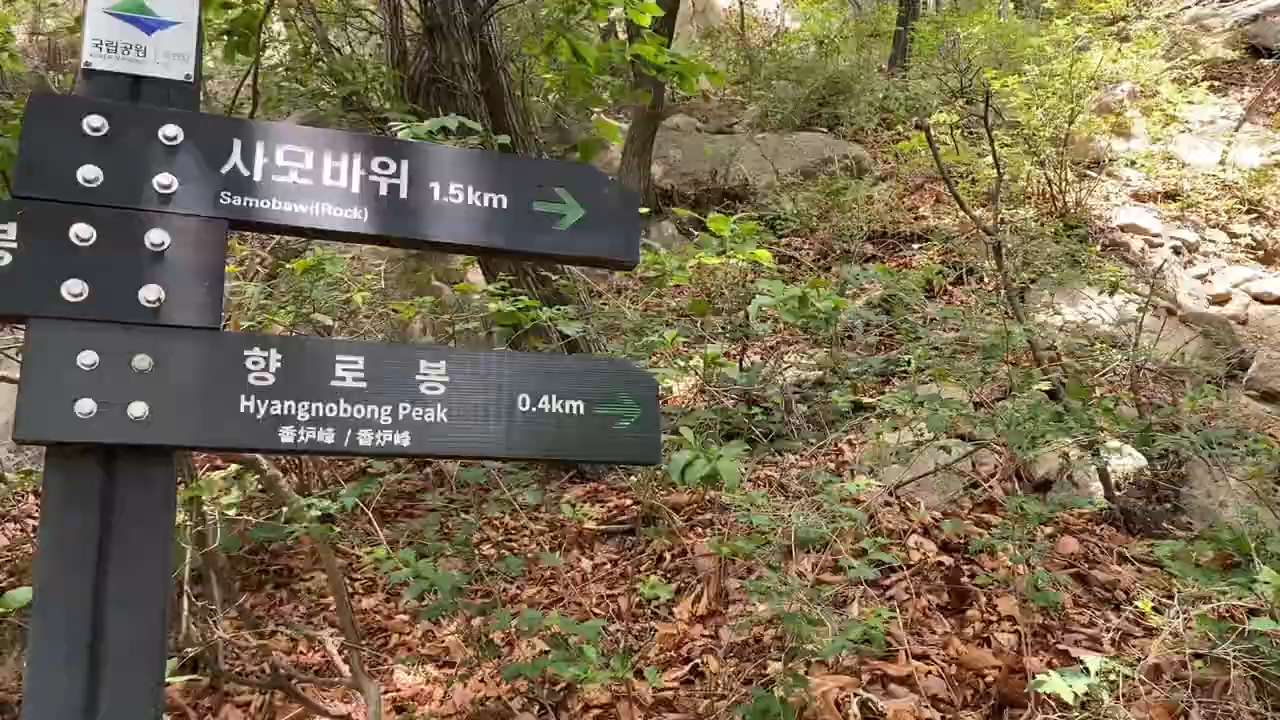 국립공원
사모바위 1.5km
Samobawi(Rock)
봉
향 로 봉
Hyangnobong Peak 0.4km
香炉峰 / 香炉峰